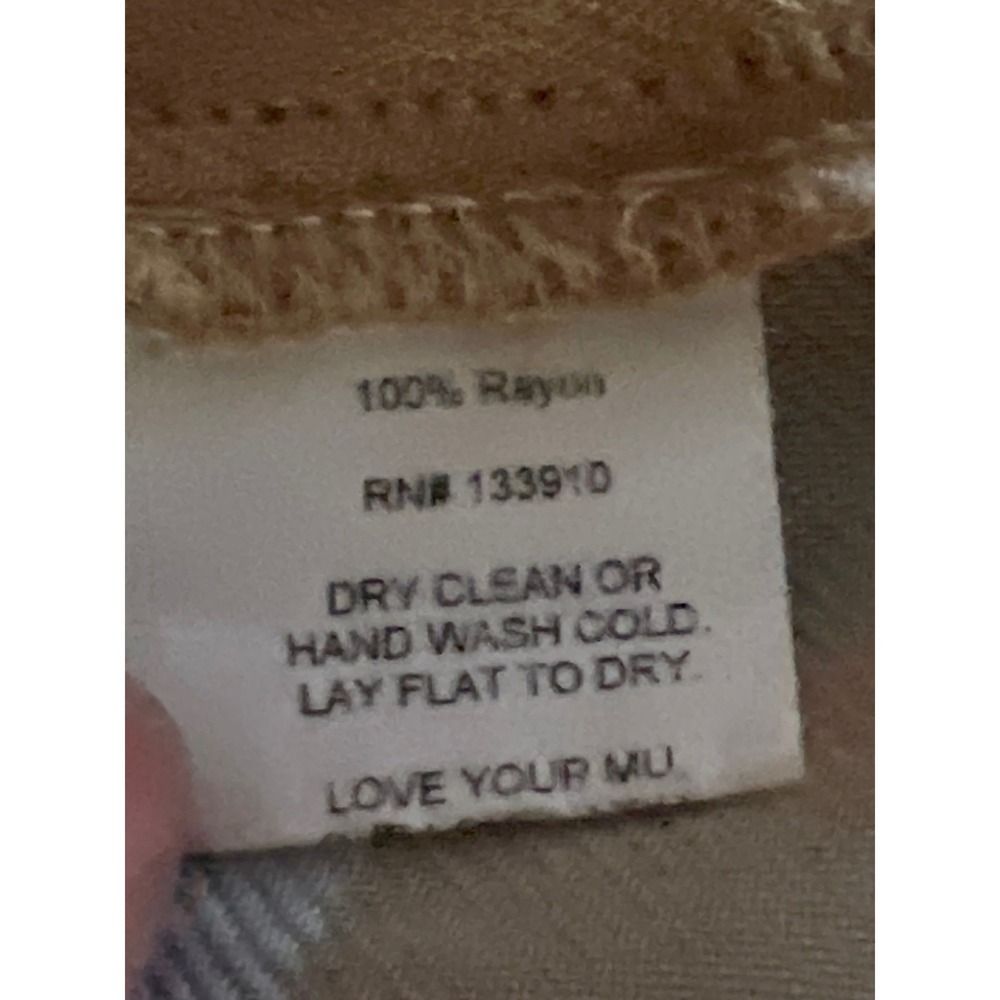 100% Rayon
RN# 133910
DRY CLEAN OR
HAND WASH COLD.
LAY FLAT TO DRY.
LOVE YOUR MU